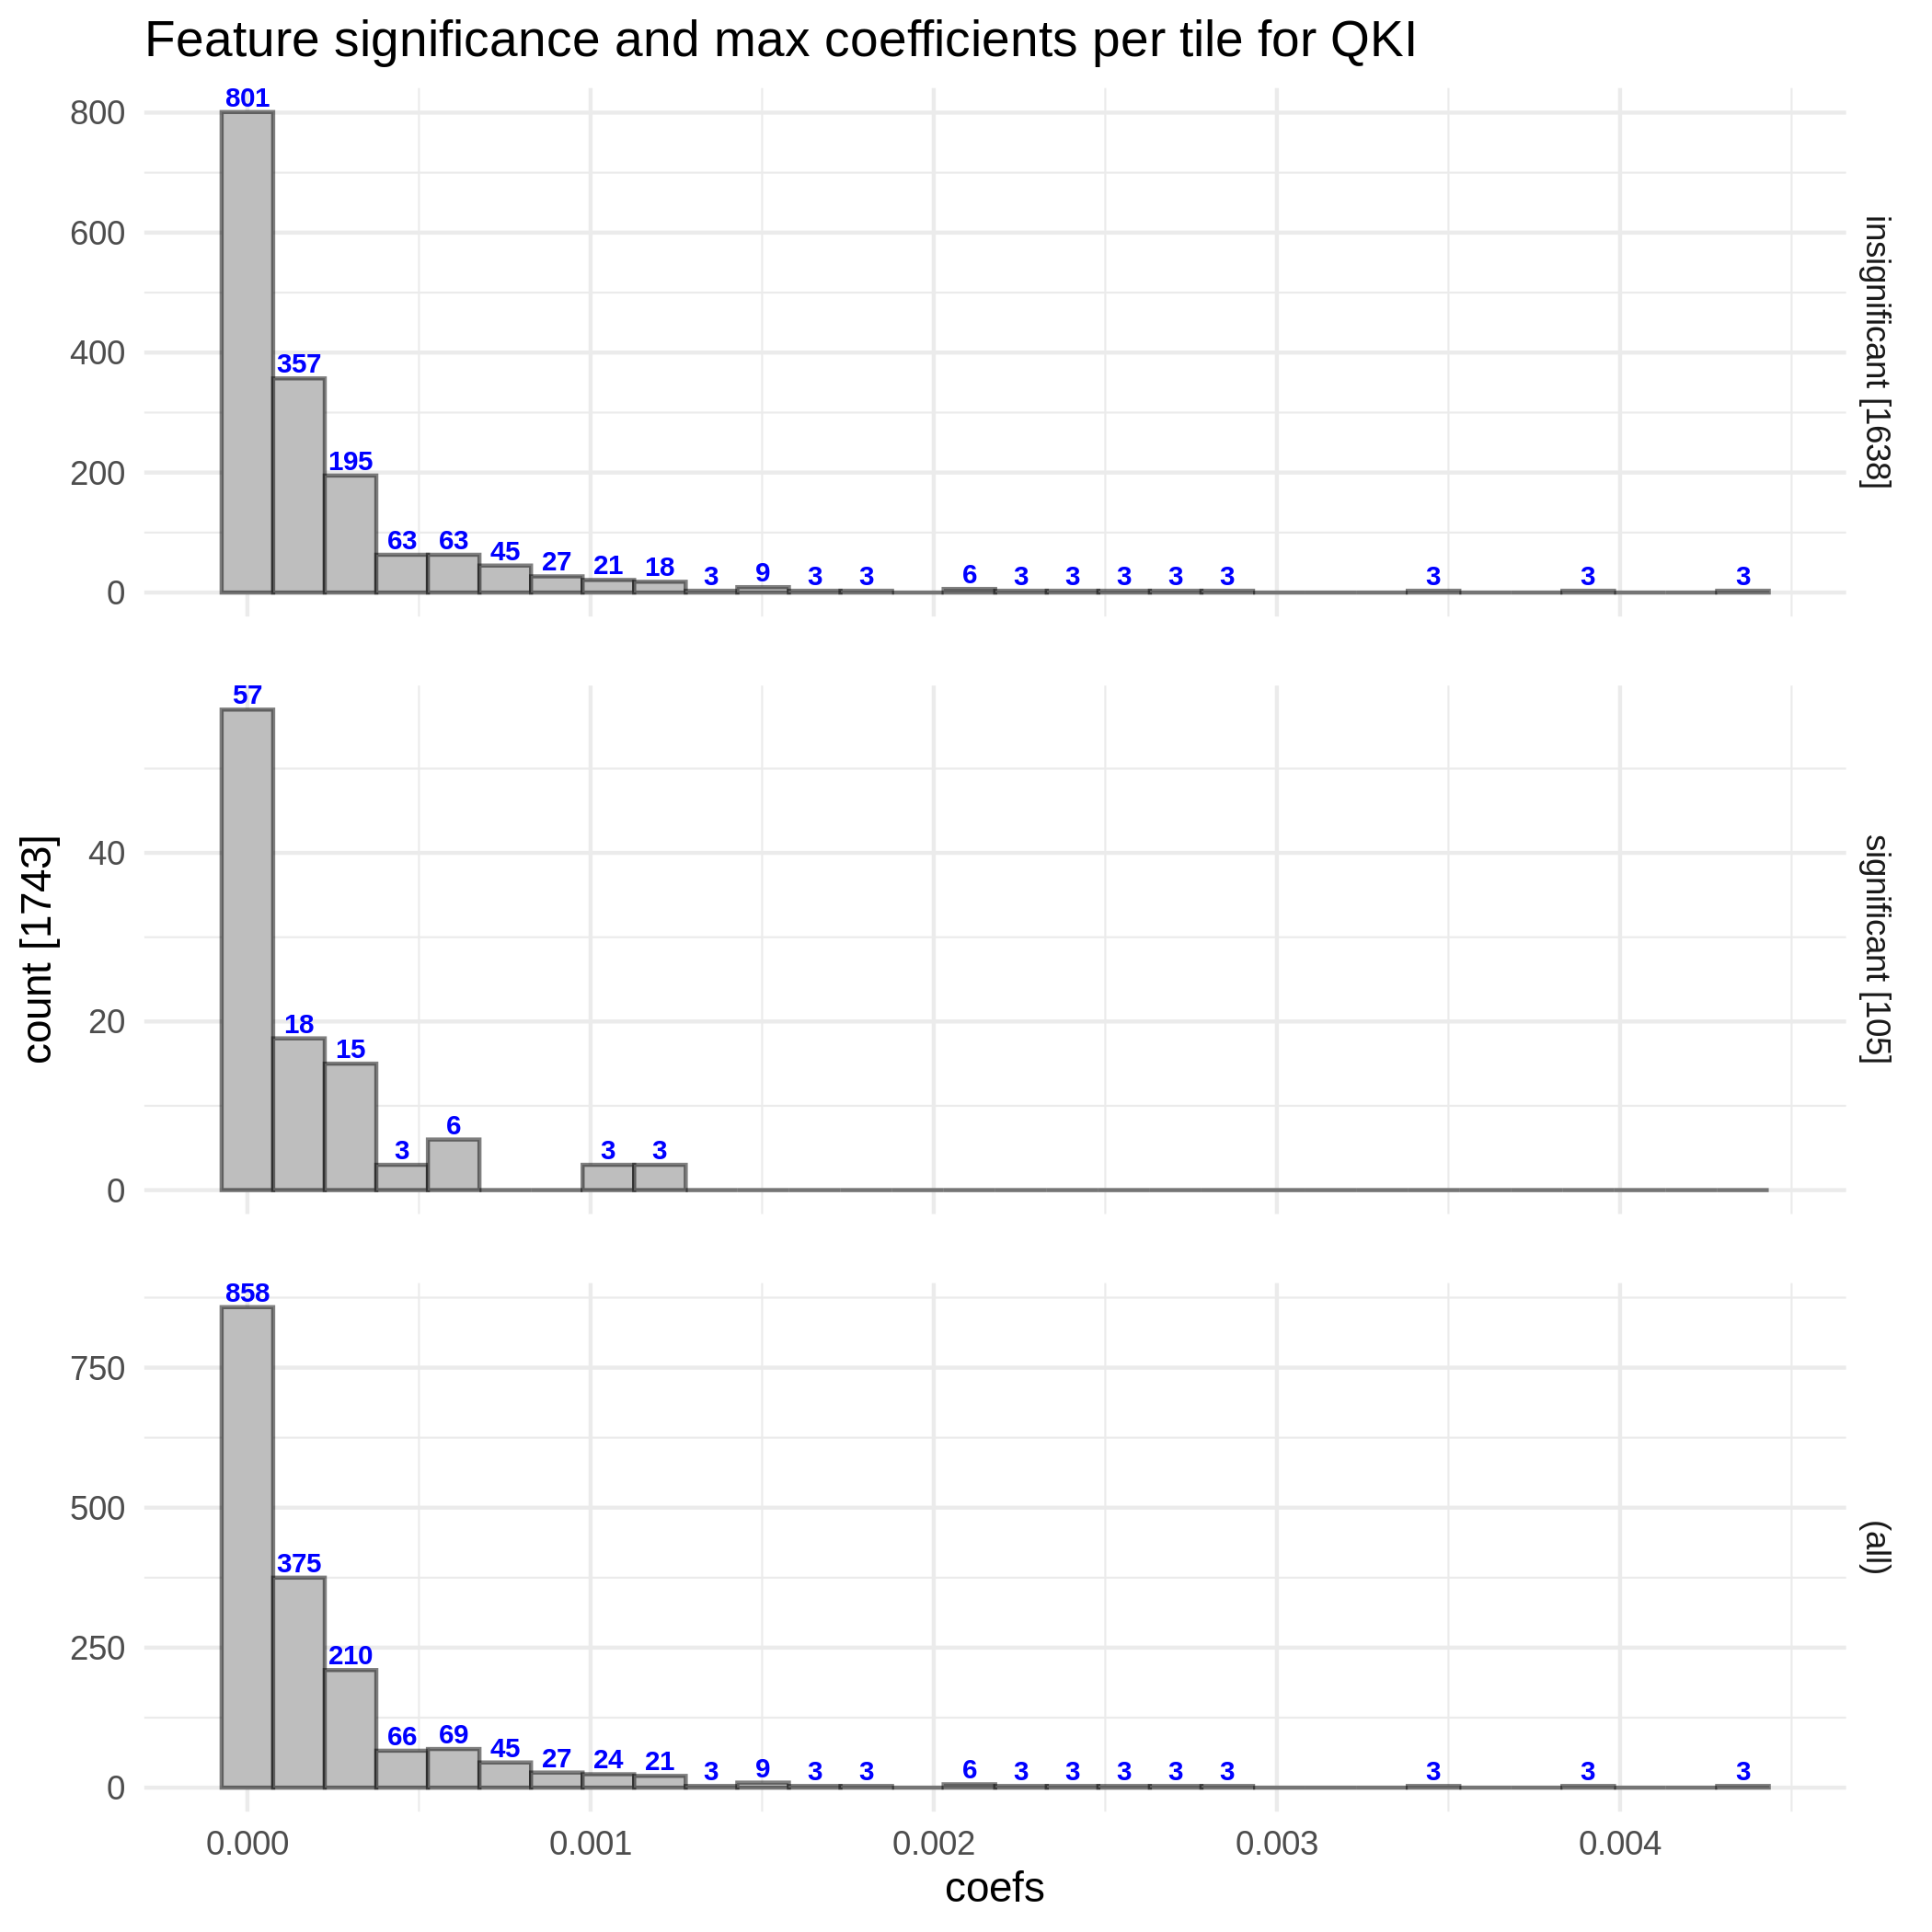 Feature significance and max coefficients per tile for QKI
count [1743]
800
600
400
200
0
801
357
195
63 63 45 27 21 18 3 9 3 3 6 3 3 3 3 3 3 3 3
insignificant [1638]
40
20
0
57
18
15
3 6 3 3
significant [105]
750
500
250
0
858
375
210
66 69 45 27 24 21 3 9 3 3 6 3 3 3 3 3 3 3 3
(all)
0.000 0.001 0.002 0.003 0.004
coefs